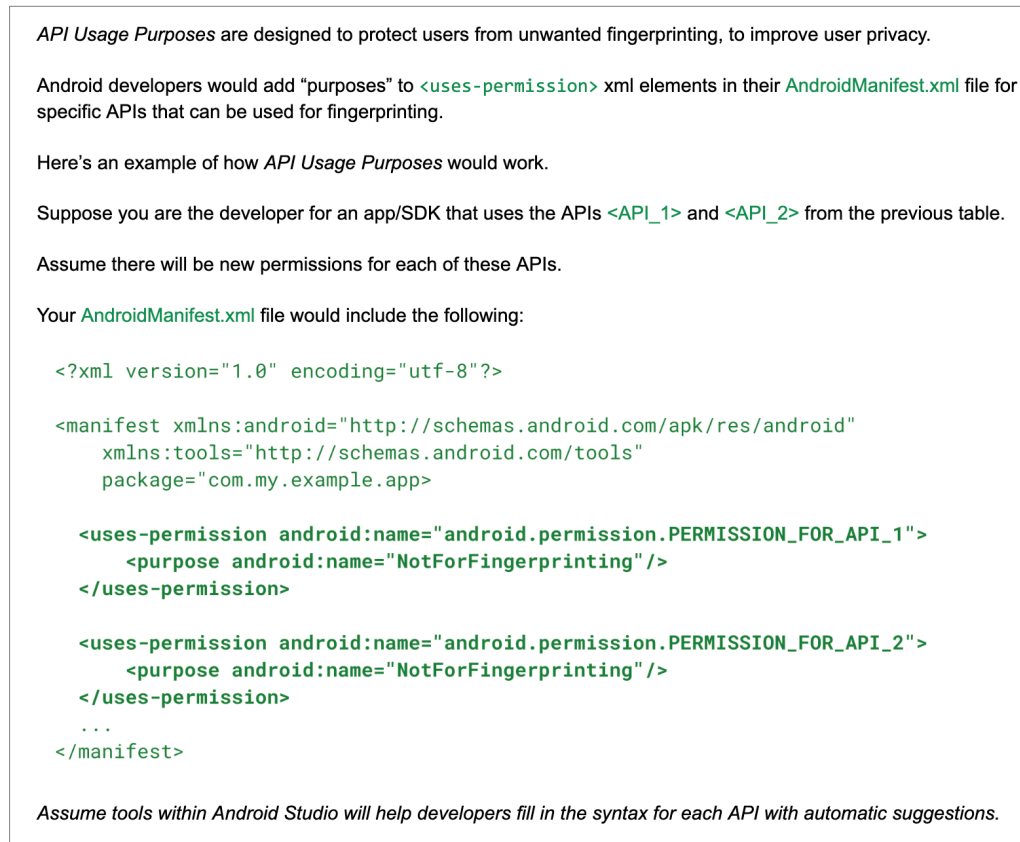 API Usage Purposes are designed to protect users from unwanted fingerprinting, to improve user privacy.
Android developers would add “purposes” to <uses-permission> xml elements in their AndroidManifest.xml file for
specific APIs that can be used for fingerprinting.
Here’s an example of how API Usage Purposes would work.
Suppose you are the developer for an app/SDK that uses the APIs <API_1> and <API_2> from the previous table.
Assume there will be new permissions for each of these APIs.
Your AndroidManifest.xml file would include the following:
<?xml version="1.0" encoding="utf-8"?>
<manifest xmlns:android="http://schemas.android.com/apk/res/android"
xmlns:tools="http://schemas.android.com/tools"
package="com.my.example.app>
<uses-permission android:name="android.permission.PERMISSION_FOR_API_1">
<purpose android:name="NotForFingerprinting"/>
</uses-permission>
<uses-permission android:name="android.permission.PERMISSION_FOR_API_2">
<purpose android:name="NotForFingerprinting"/>
</uses-permission>
...
</manifest>
Assume tools within Android Studio will help developers fill in the syntax for each API with automatic suggestions.